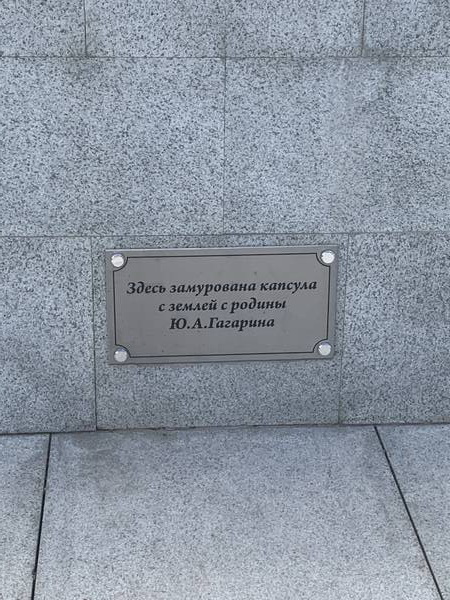 Здесь замурована капсула
с землей с родины
Ю.А.Гагарина